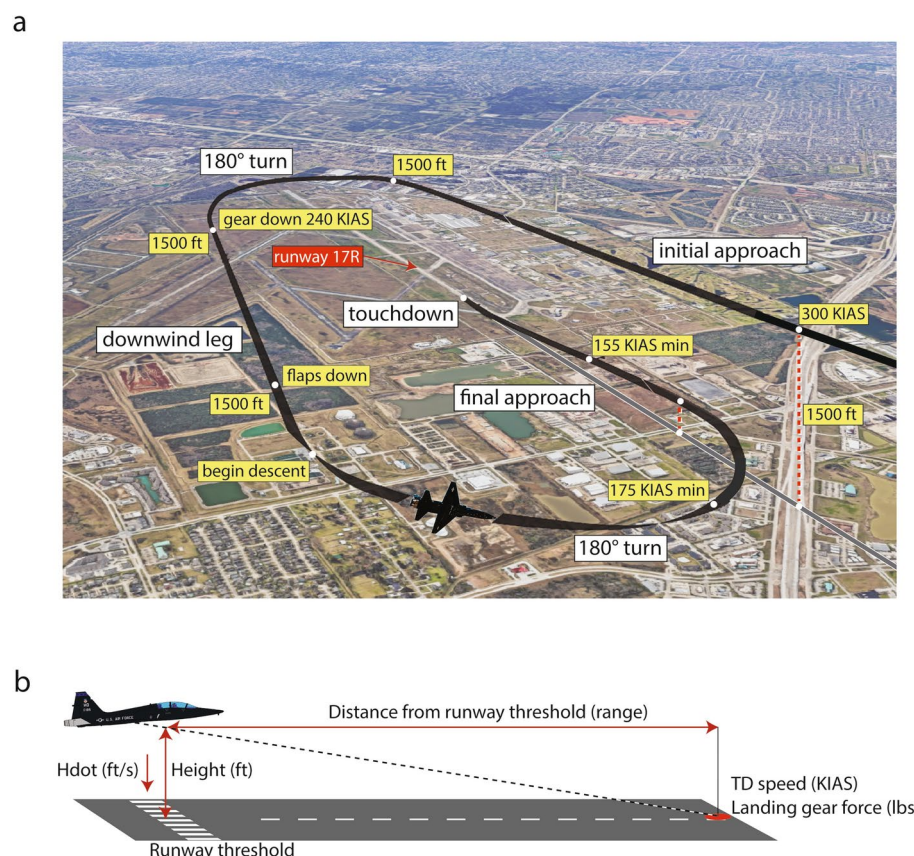 a
180° turn
1500 ft
gear down 240 KIAS
1500 ft
runway 17R
initial approach
300 KIAS
touchdown
downwind leg
155 KIAS min
flaps down
1500 ft
final approach
1500 ft
begin descent
175 KIAS min
180° turn
b
Distance from runway threshold (range)
U.S. AIR FORCE
Hdot (ft/s)
Height (ft)
TD speed (KIAS)
Landing gear force (lbs
Runway threshold